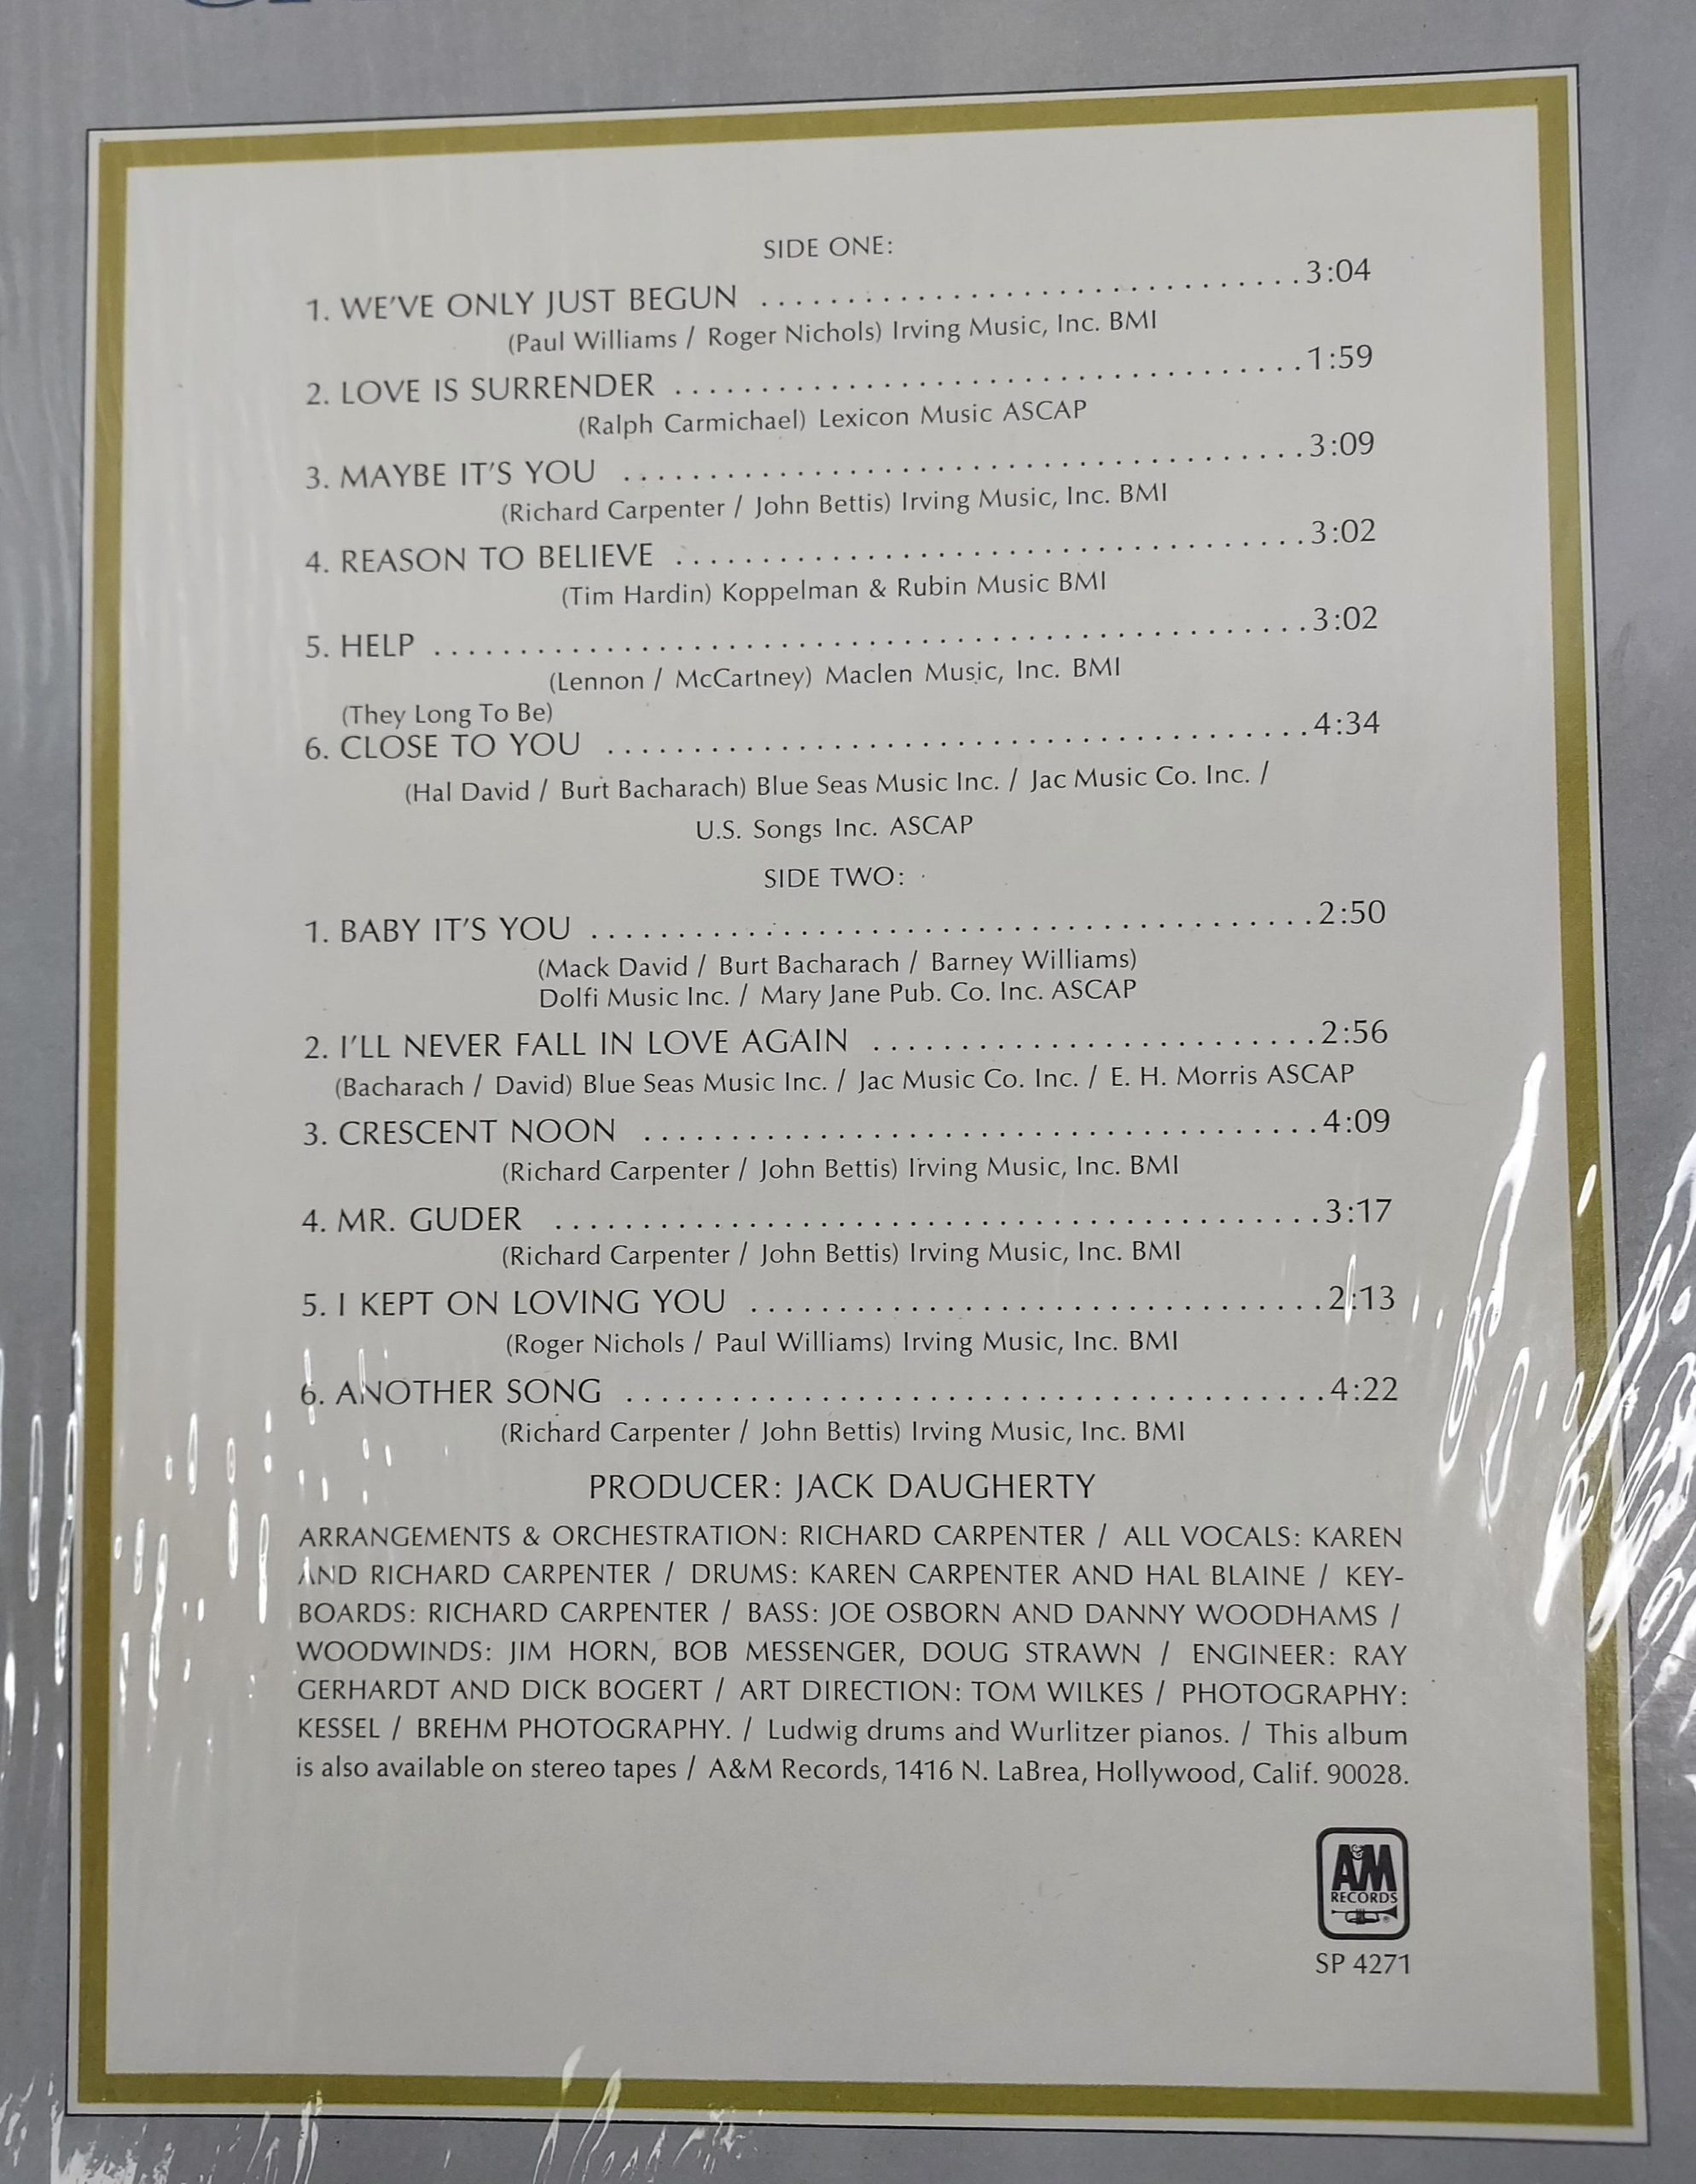 SIDE ONE:
1. WE'VE ONLY JUST BEGUN ...............................3:04
(Paul Williams / Roger Nichols) Irving Music, Inc. BMI
2. LOVE IS SURRENDER ....................................1:59
(Ralph Carmichael) Lexicon Music ASCAP
3. MAYBE IT'S YOU .......................................3:09
(Richard Carpenter / John Bettis) Irving Music, Inc. BMI
4. REASON TO BELIEVE ....................................3:02
(Tim Hardin) Koppelman & Rubin Music BMI
5. HELP ..................................................3:02
(Lennon / McCartney) Maclen Music, Inc. BMI
(They Long To Be)
6. CLOSE TO YOU ........................................4:34
(Hal David / Burt Bacharach) Blue Seas Music Inc. / Jac Music Co. Inc. /
U.S. Songs Inc. ASCAP
SIDE TWO:
1. BABY IT'S YOU .........................................2:50
(Mack David / Burt Bacharach / Barney Williams)
Dolfi Music Inc. / Mary Jane Pub. Co. Inc. ASCAP
2. I'LL NEVER FALL IN LOVE AGAIN .........................2:56
(Bacharach / David) Blue Seas Music Inc. / Jac Music Co. Inc. / E. H. Morris ASCAP
3. CRESCENT NOON .......................................4:09
(Richard Carpenter / John Bettis) Irving Music, Inc. BMI
4. MR. GUDER ............................................3:17
(Richard Carpenter / John Bettis) Irving Music, Inc. BMI
5. I KEPT ON LOVING YOU .................................2:13
(Roger Nichols / Paul Williams) Irving Music, Inc. BMI
6. ANOTHER SONG ........................................4:22
(Richard Carpenter / John Bettis) Irving Music, Inc. BMI
PRODUCER: JACK DAUGHERTY
ARRANGEMENTS & ORCHESTRATION: RICHARD CARPENTER / ALL VOCALS: KAREN
AND RICHARD CARPENTER / DRUMS: KAREN CARPENTER AND HAL BLAINE / KEY-
BOARDS: RICHARD CARPENTER / BASS: JOE OSBORN AND DANNY WOODHAMS /
WOODWINDS: JIM HORN, BOB MESSENGER, DOUG STRAWN / ENGINEER: RAY
GERHARDT AND DICK BOGERT / ART DIRECTION: TOM WILKES / PHOTOGRAPHY:
KESSEL / BREHM PHOTOGRAPHY. / Ludwig drums and Wurlitzer pianos. / This album
is also available on stereo tapes / A&M Records, 1416 N. LaBrea, Hollywood, Calif. 90028.
A&M
RECORDS
®
SP 4271